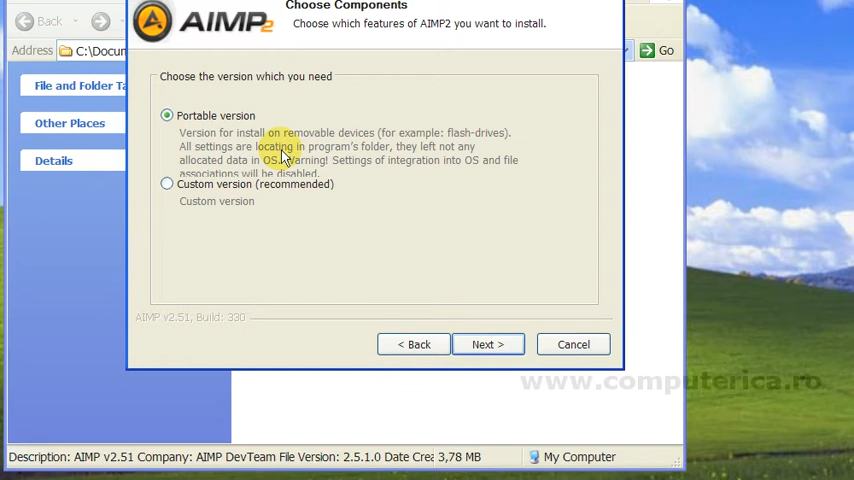 Choose Components
Choose which features of AIMP2 you want to install.
AIMP2
Back
Address
C:\Docum
Go
File and Folder Ta
Other Places
Details
Choose the version which you need
Portable version
Version for install on removable devices (for example: flash-drives).
All settings are locating in program's folder, they left not any
allocated data in OS. Warning! Settings of integration into OS and file
associations will be disabled.
Custom version (recommended)
Custom version
AIMP v2.51, Build: 330
< Back
Next >
Cancel
www.computerica.ro
Description: AIMP v2.51 Company: AIMP DevTeam File Version: 2.5.1.0 Date Crea
3,78 MB
My Computer